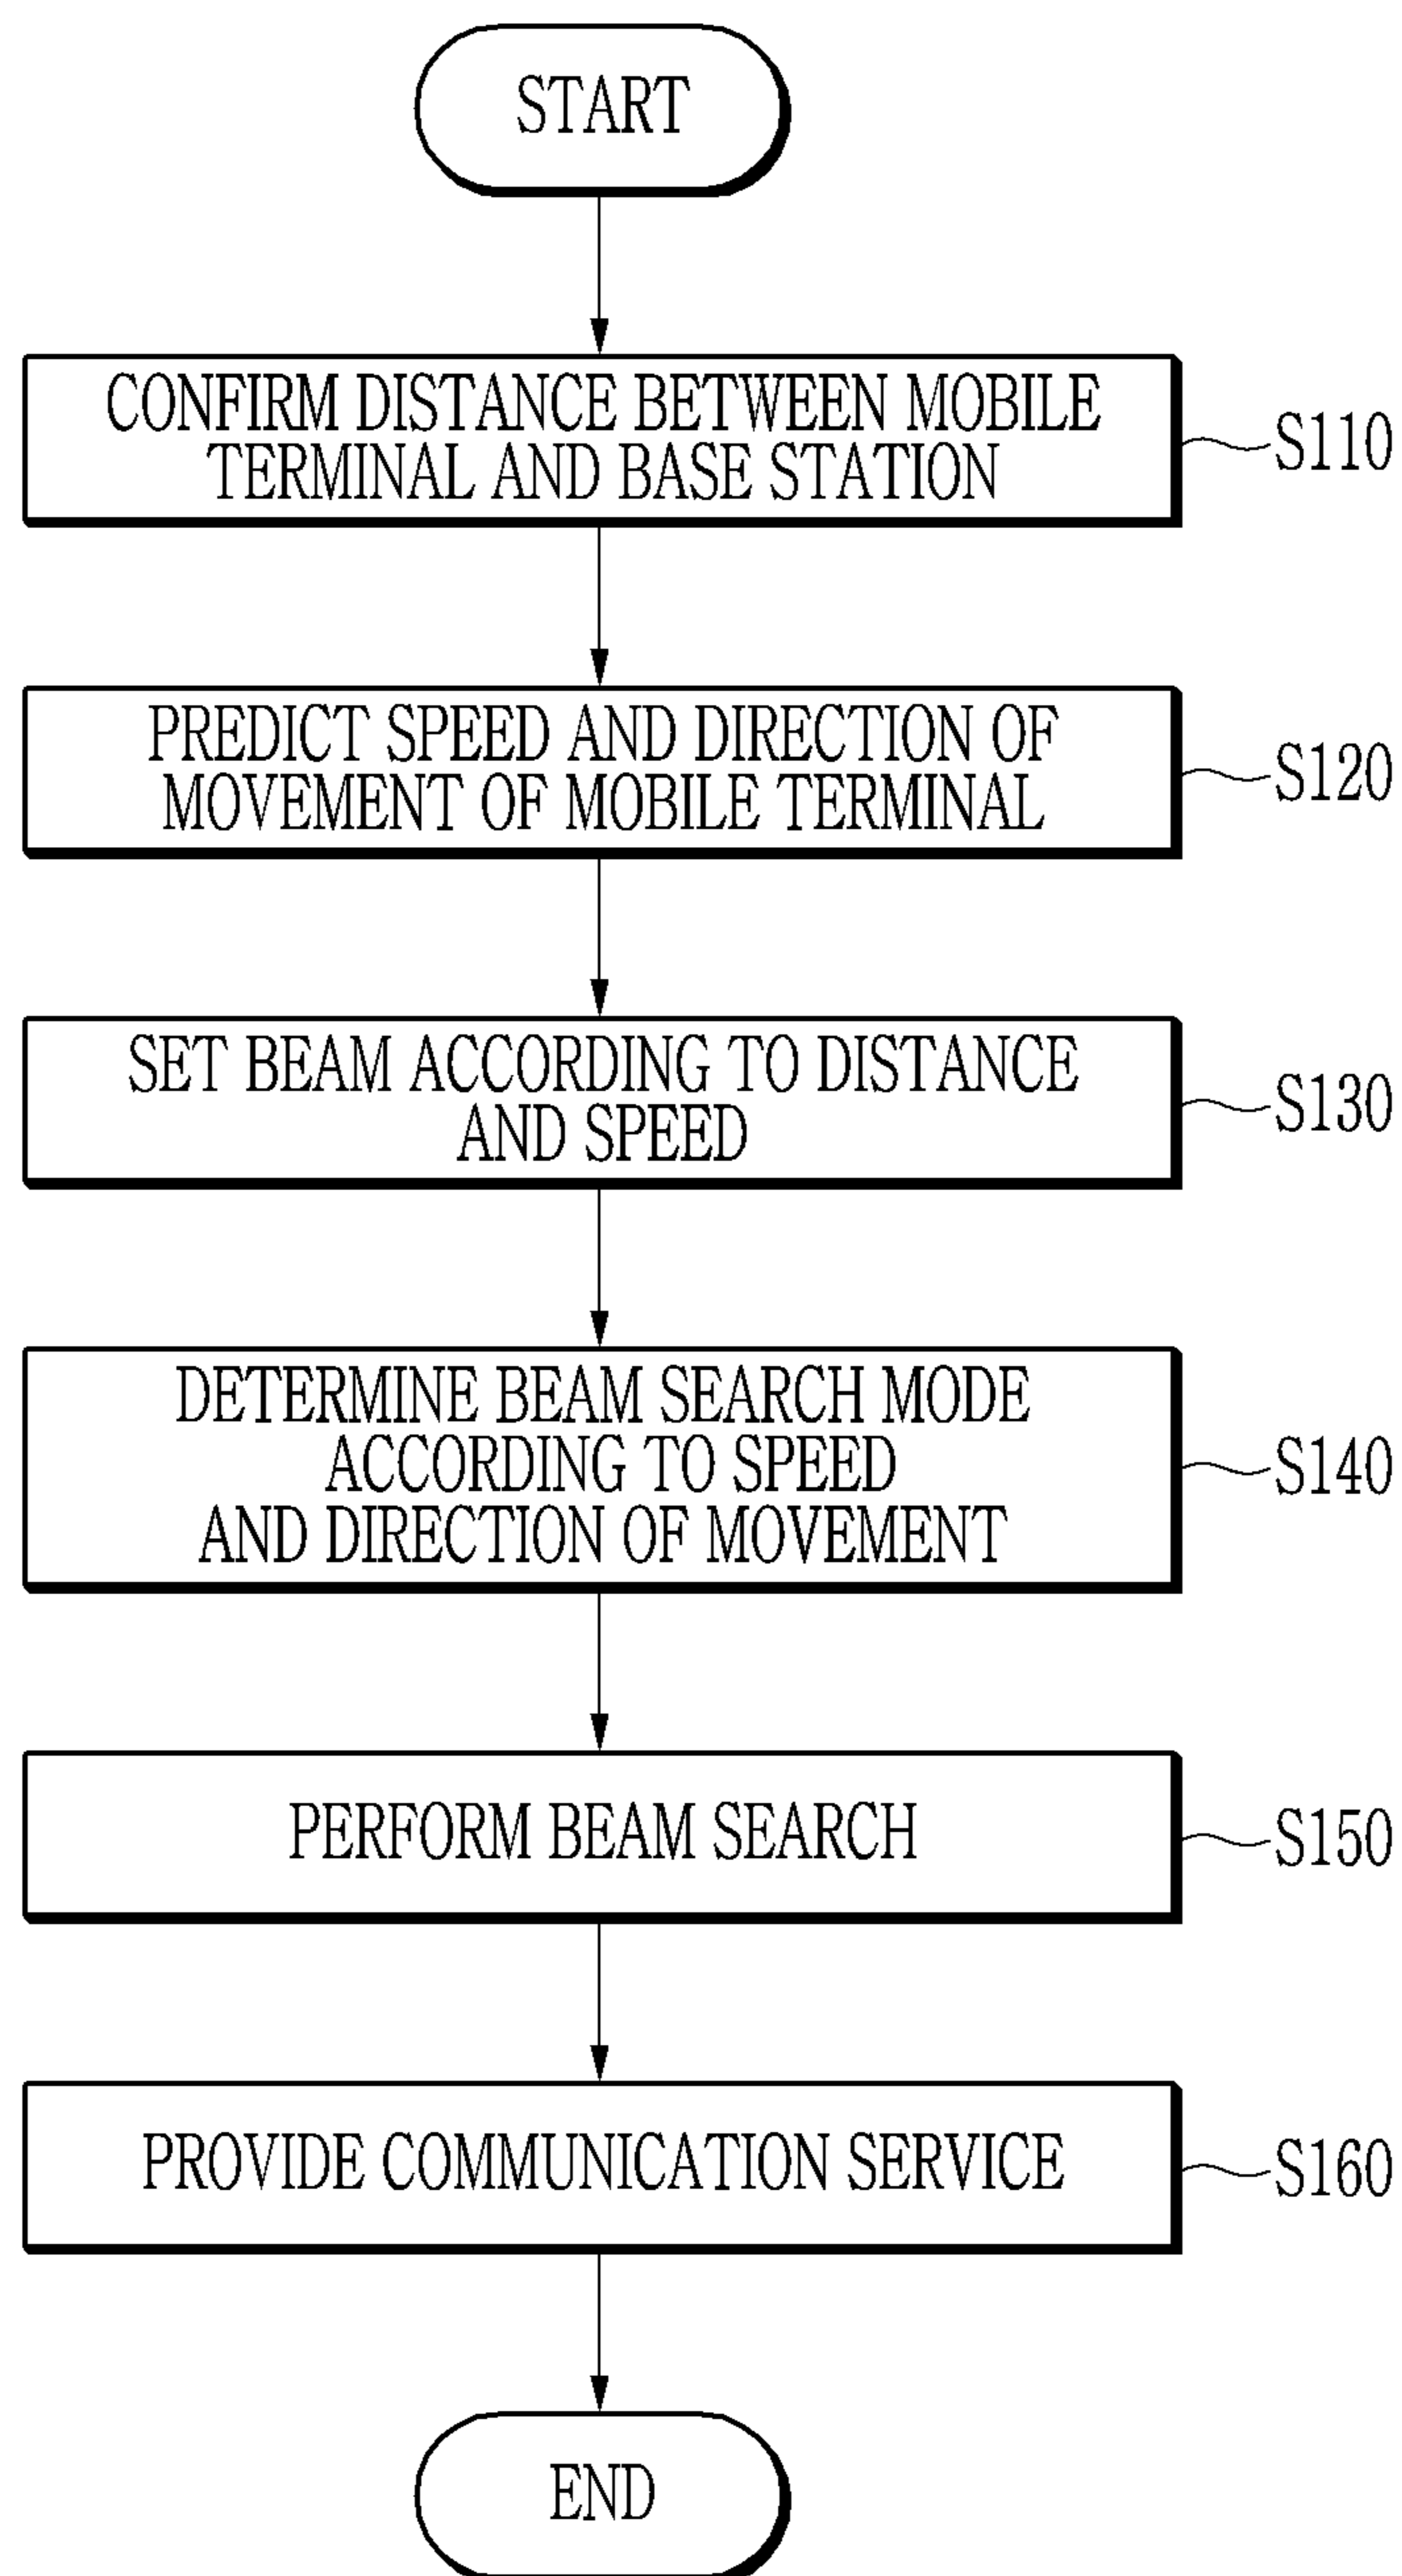 START
CONFIRM DISTANCE BETWEEN MOBILE
TERMINAL AND BASE STATION
S110
PREDICT SPEED AND DIRECTION OF
MOVEMENT OF MOBILE TERMINAL
S120
SET BEAM ACCORDING TO DISTANCE
AND SPEED
S130
DETERMINE BEAM SEARCH MODE
ACCORDING TO SPEED
AND DIRECTION OF MOVEMENT
S140
PERFORM BEAM SEARCH
S150
PROVIDE COMMUNICATION SERVICE
S160
END